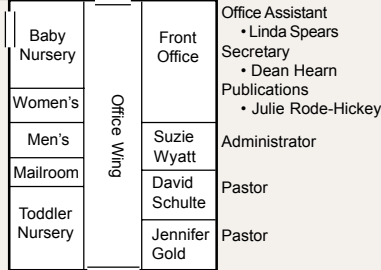 Baby
Nursery
Women's
Men's
Mailroom
Toddler
Nursery
Office Wing
Front
Office
Suzie
Wyatt
David
Schulte
Jennifer
Gold
Office Assistant
• Linda Spears
Secretary
• Dean Hearn
Publications
• Julie Rode-Hickey
Administrator
Pastor
Pastor